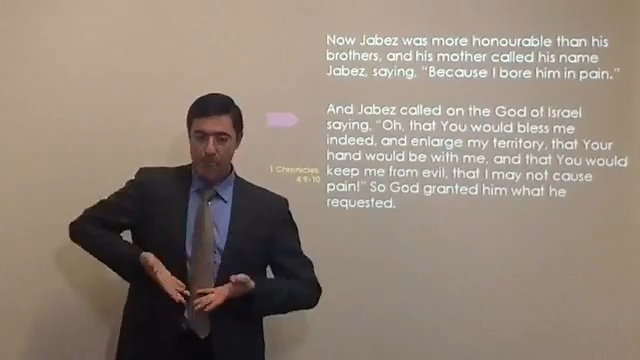 Now Jabez was more honourable than his
brothers, and his mother called his name
Jabez, saying, “Because I bore him in pain.”
And Jabez called on the God of Israel
saying, “Oh, that You would bless me
indeed, and enlarge my territory, that Your
hand would be with me, and that You would
keep me from evil, that I may not cause
pain!” So God granted him what he
requested.
1 Chronicles
4:9-10